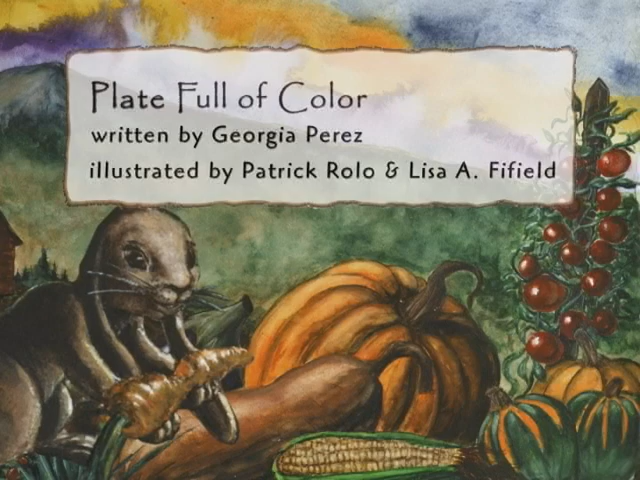 Plate Full of Color
written by Georgia Perez
illustrated by Patrick Rolo & Lisa A. Fifield